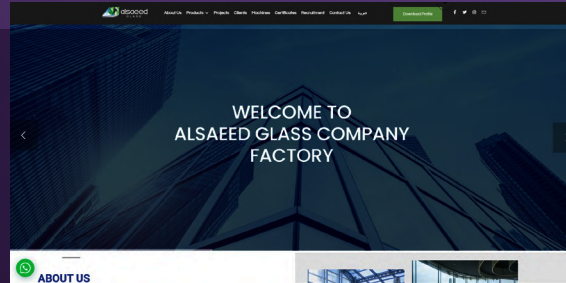 alsaeed
GLASS
About Us Products Projects Clients Machines Certificates Recruitment Contact Us العربية
Download Profile
WELCOME TO
ALSAEED GLASS COMPANY
FACTORY
ABOUT US